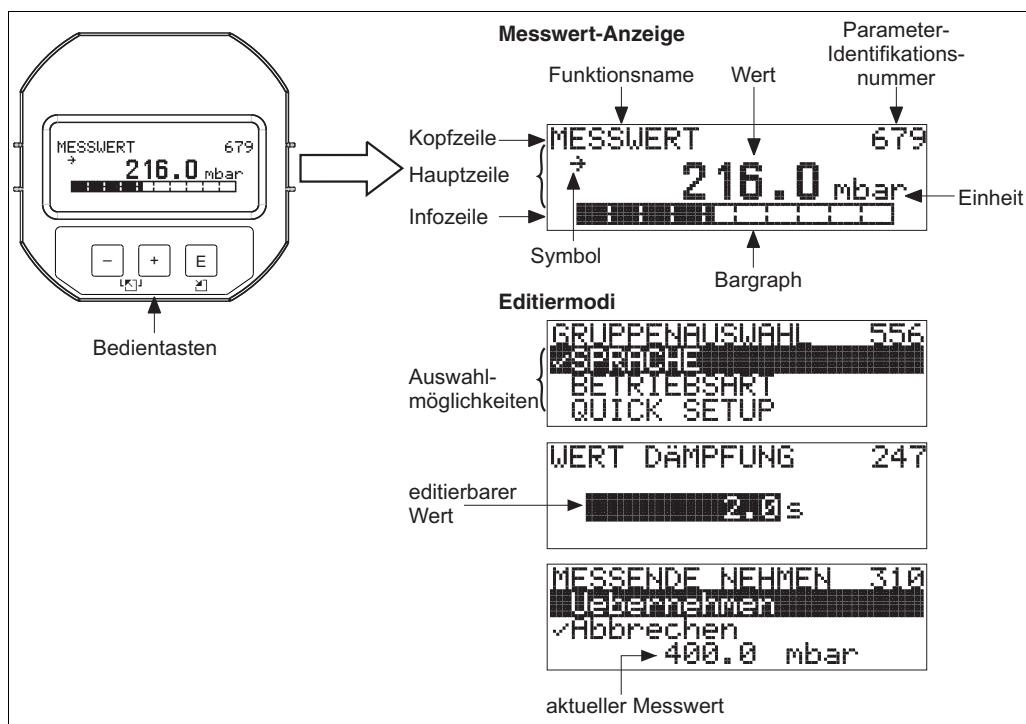 MESSWERT 679
216.0 mbar
– + E
Bedientasten
Messwert-Anzeige
Funktionsname
Wert
Parameter-
Identifikations-
nummer
Kopfzeile
Hauptzeile
Infozeile
MESSWERT 679
216.0 mbar
Einheit
Symbol
Bargraph
Editiermodi
Auswahl-
möglichkeiten
GRUPPENAUSWAHL 556
✓SPRACHE
BETRIEBSART
QUICK SETUP
WERT DÄMPFUNG 247
editierbarer
Wert
2.0 s
MESSENDE NEHMEN 310
Uebernehmen
✓Abbrechen
400.0 mbar
aktueller Messwert